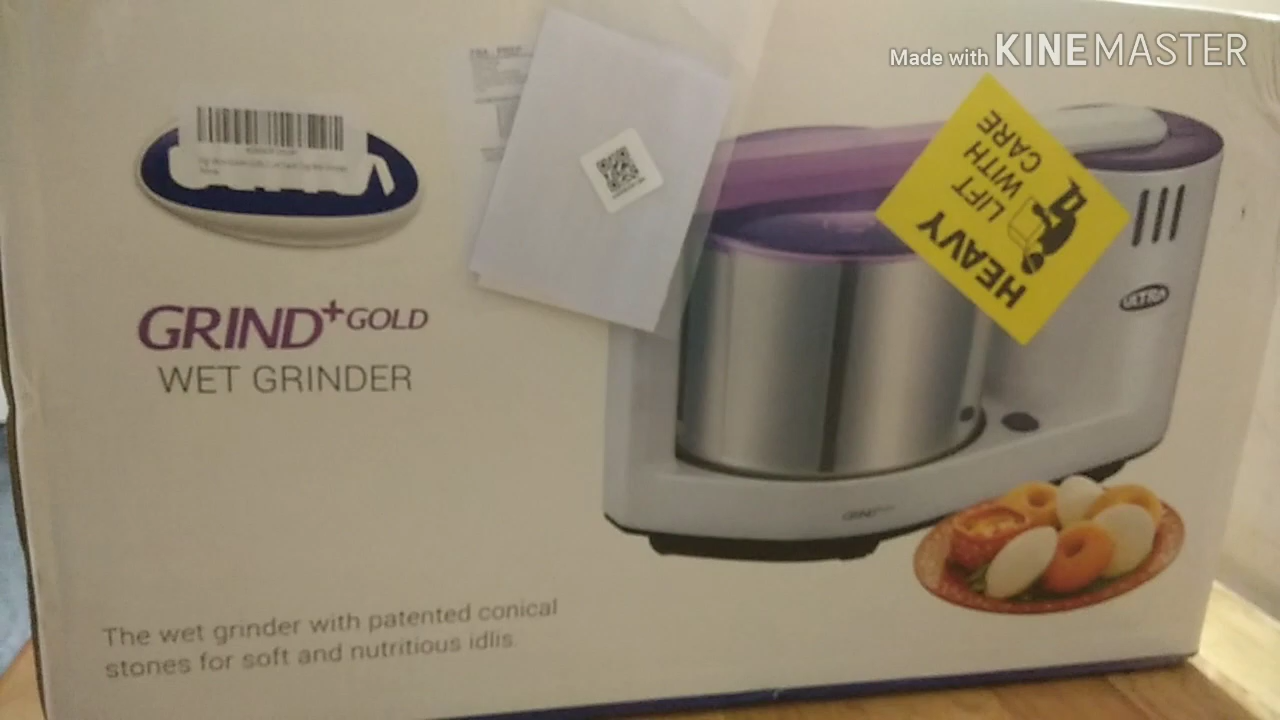 Made with KINEMASTER
GRIND+GOLD
WET GRINDER
HEAVY
LIFT
WITH
CARE
ULTRA
GRIND
The wet grinder with patented conical
stones for soft and nutritious idlis